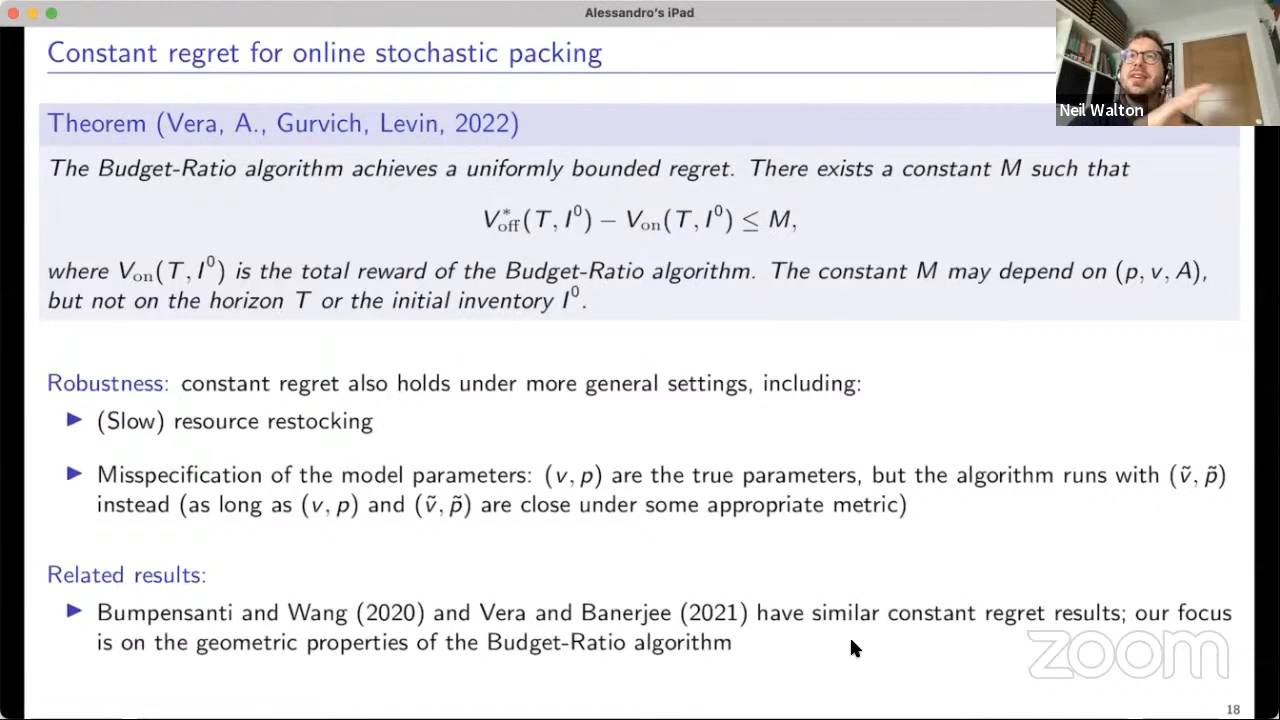 Alessandro's iPad
Constant regret for online stochastic packing
Neil Walton
Theorem (Vera, A., Gurvich, Levin, 2022)
The Budget-Ratio algorithm achieves a uniformly bounded regret. There exists a constant M such that
V*off(T, I⁰) − Von(T, I⁰) ≤ M,
where Von(T, I⁰) is the total reward of the Budget-Ratio algorithm. The constant M may depend on (p, v, A),
but not on the horizon T or the initial inventory I⁰.
Robustness: constant regret also holds under more general settings, including:
▶ (Slow) resource restocking
▶ Misspecification of the model parameters: (v, p) are the true parameters, but the algorithm runs with (ṽ, p̃)
instead (as long as (v, p) and (ṽ, p̃) are close under some appropriate metric)
Related results:
▶ Bumpensanti and Wang (2020) and Vera and Banerjee (2021) have similar constant regret results; our focus
is on the geometric properties of the Budget-Ratio algorithm
zoom
18